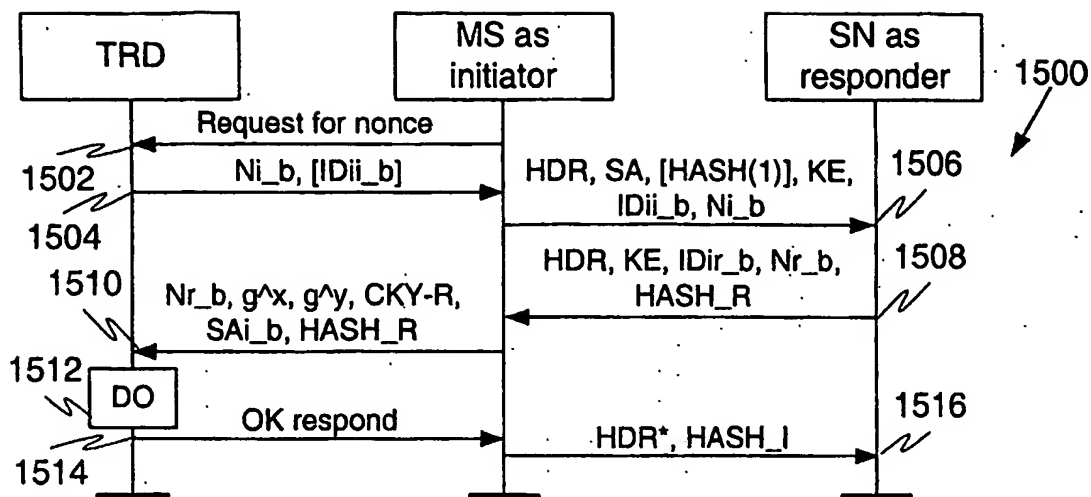 TRD
MS as
initiator
SN as
responder
1500
Request for nonce
1502
Ni_b, [IDii_b]
1504
HDR, SA, [HASH(1)], KE,
IDii_b, Ni_b
1506
HDR, KE, IDir_b, Nr_b,
HASH_R
1508
1510
Nr_b, g^x, g^y, CKY-R,
SAi_b, HASH_R
1512
DO
OK respond
1514
HDR*, HASH_I
1516